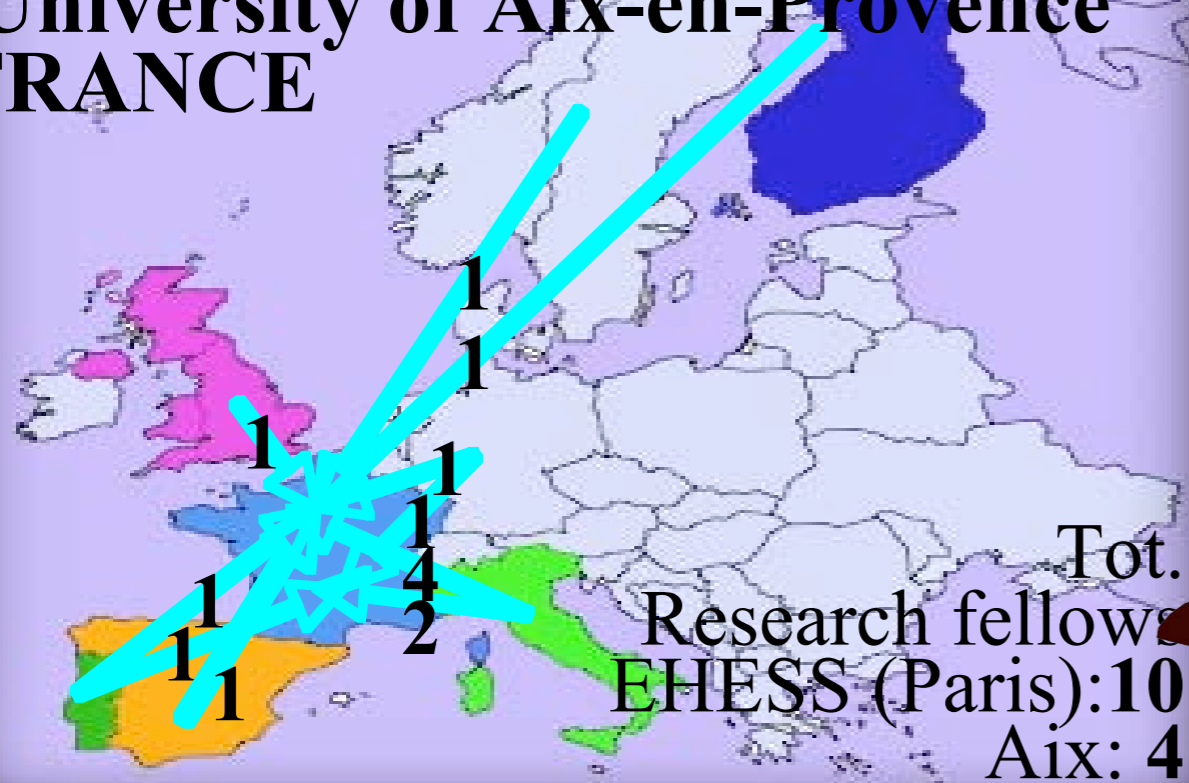 University of Aix-en-Provence
FRANCE
1
1
1
1
1
4
2
1
1
1
Tot.
Research fellows
EHESS (Paris):10
Aix: 4